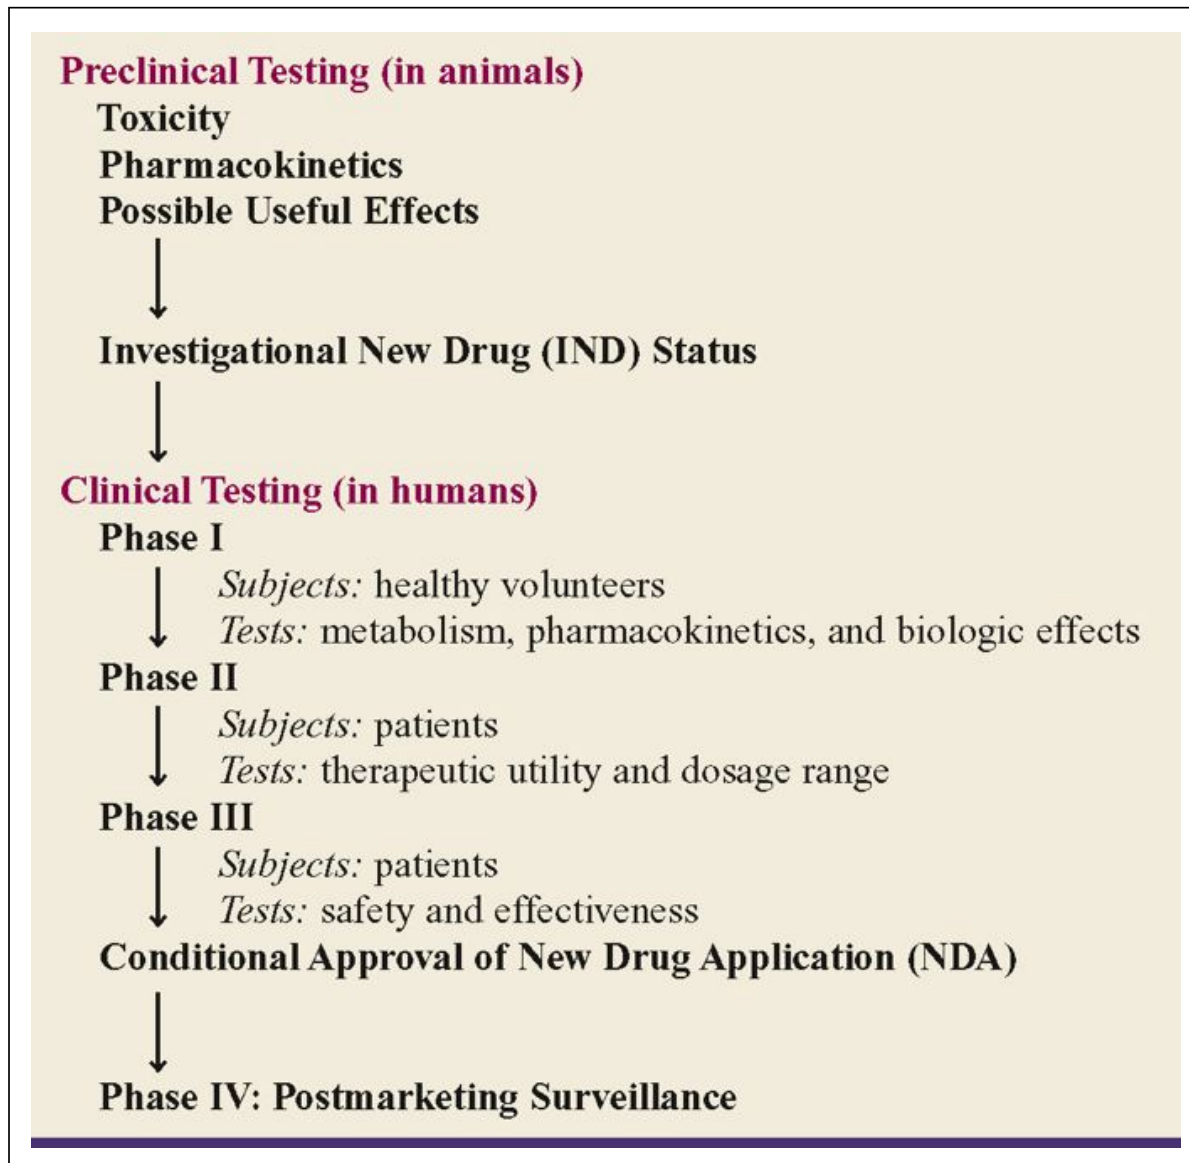 Preclinical Testing (in animals)
Toxicity
Pharmacokinetics
Possible Useful Effects
Investigational New Drug (IND) Status
Clinical Testing (in humans)
Phase I
Subjects: healthy volunteers
Tests: metabolism, pharmacokinetics, and biologic effects
Phase II
Subjects: patients
Tests: therapeutic utility and dosage range
Phase III
Subjects: patients
Tests: safety and effectiveness
Conditional Approval of New Drug Application (NDA)
Phase IV: Postmarketing Surveillance